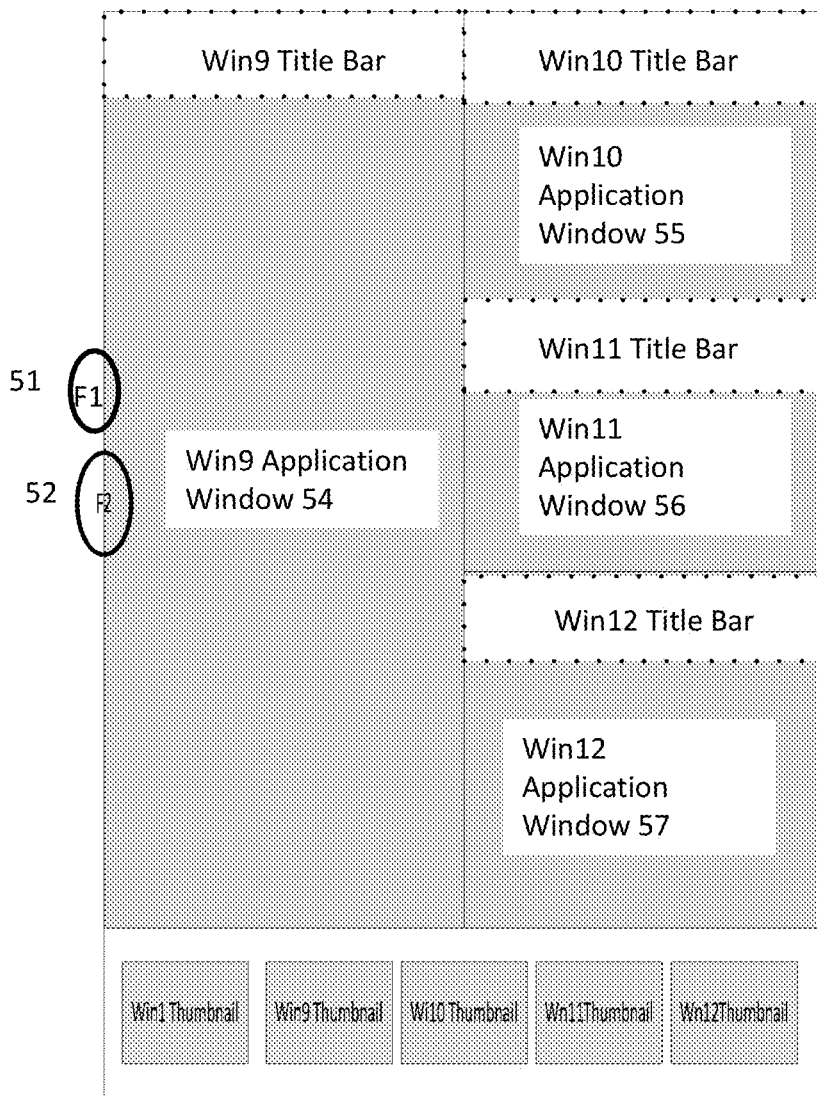 Win9 Title Bar
Win10 Title Bar
Win10
Application
Window 55
Win11 Title Bar
51
F1
Win11
Application
Window 56
Win9 Application
Window 54
52
F2
Win12 Title Bar
Win12
Application
Window 57
Win1 Thumbnail
Win9 Thumbnail
Wi10 Thumbnail
Wn11Thumbnail
Wn12Thumbnail